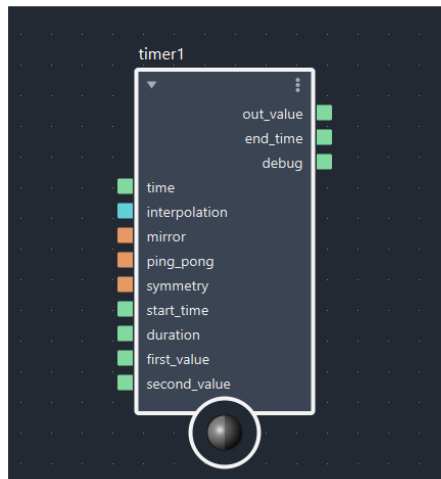 timer1
out_value
end_time
debug
time
interpolation
mirror
ping_pong
symmetry
start_time
duration
first_value
second_value